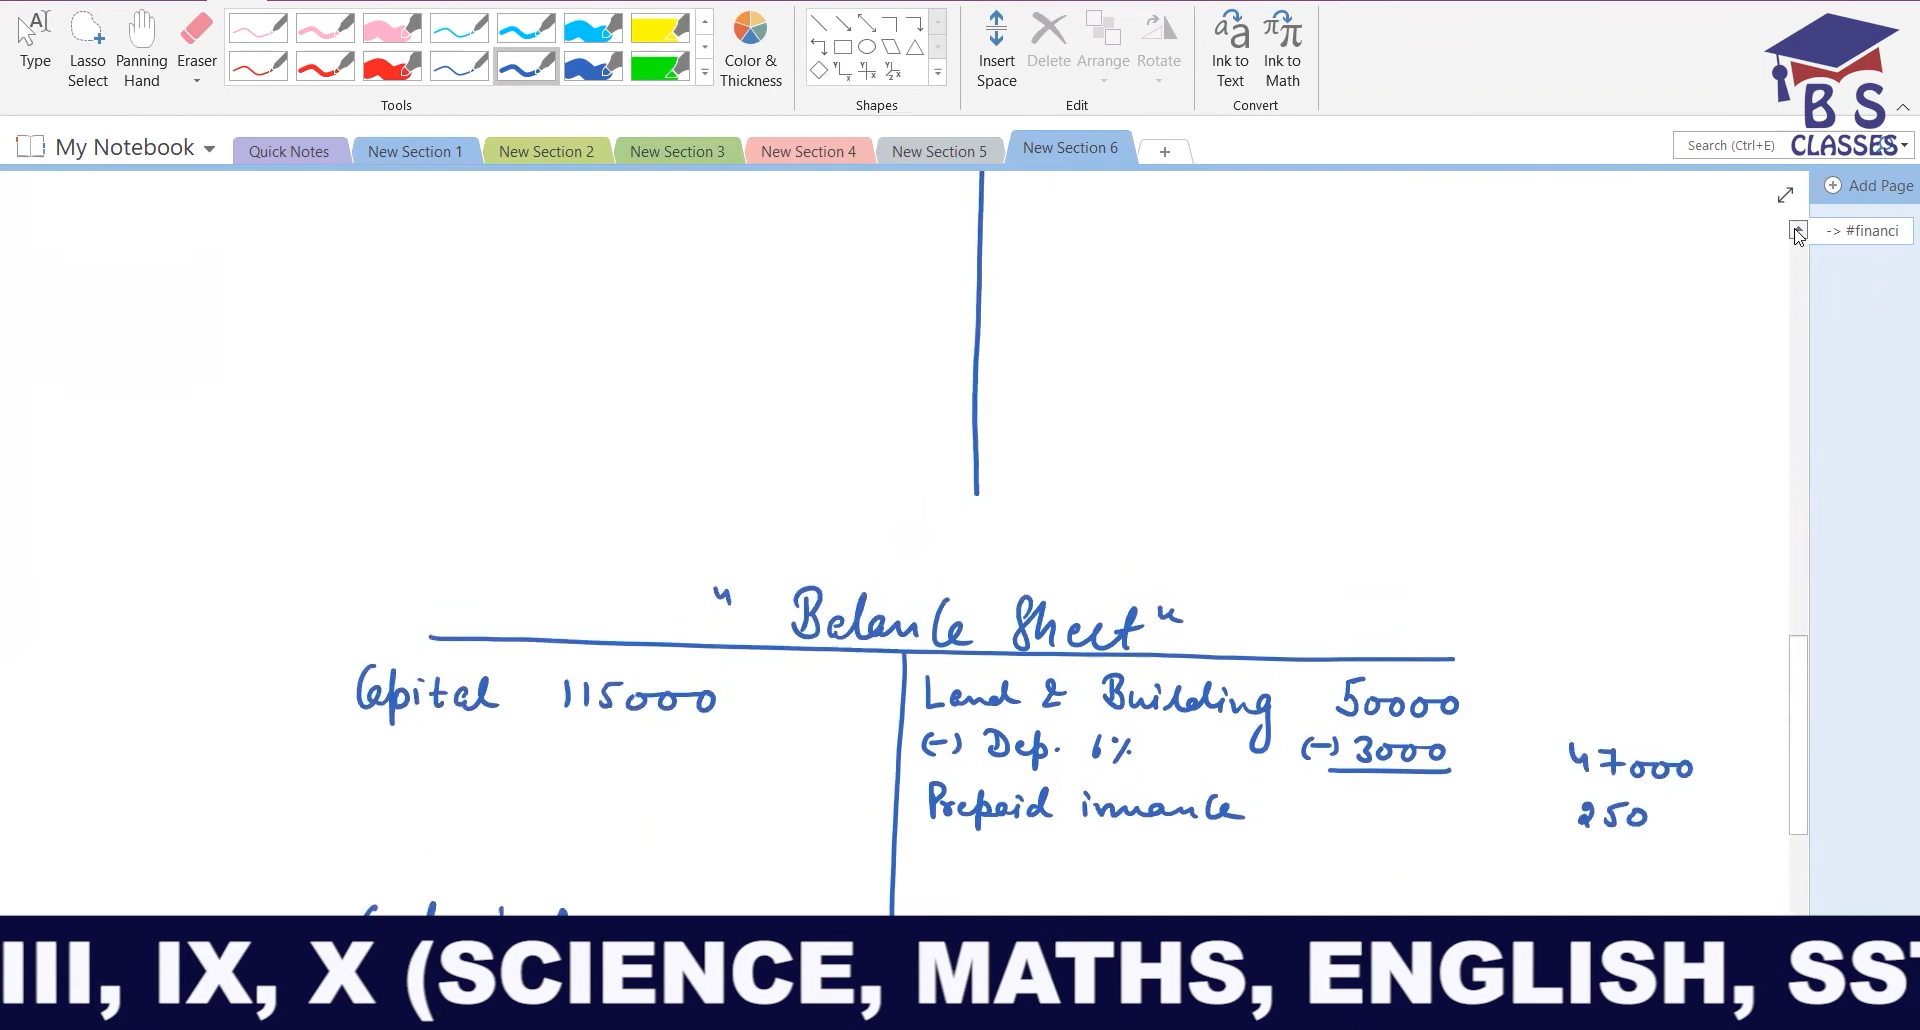 Type
Lasso
Select
Panning
Hand
Eraser
Color &
Thickness
Insert
Space
Delete
Arrange
Rotate
Ink to
Text
Ink to
Math
Tools
Shapes
Edit
Convert
BS
CLASSES
My Notebook
Quick Notes
New Section 1
New Section 2
New Section 3
New Section 4
New Section 5
New Section 6
Search (Ctrl+E)
Add Page
-> #financi
" Balance Sheet "
Capital 115000
Land & Building 50000
(-) Dep. 6% (-) 3000 47000
Prepaid insurance 250
III, IX, X (SCIENCE, MATHS, ENGLISH, SST